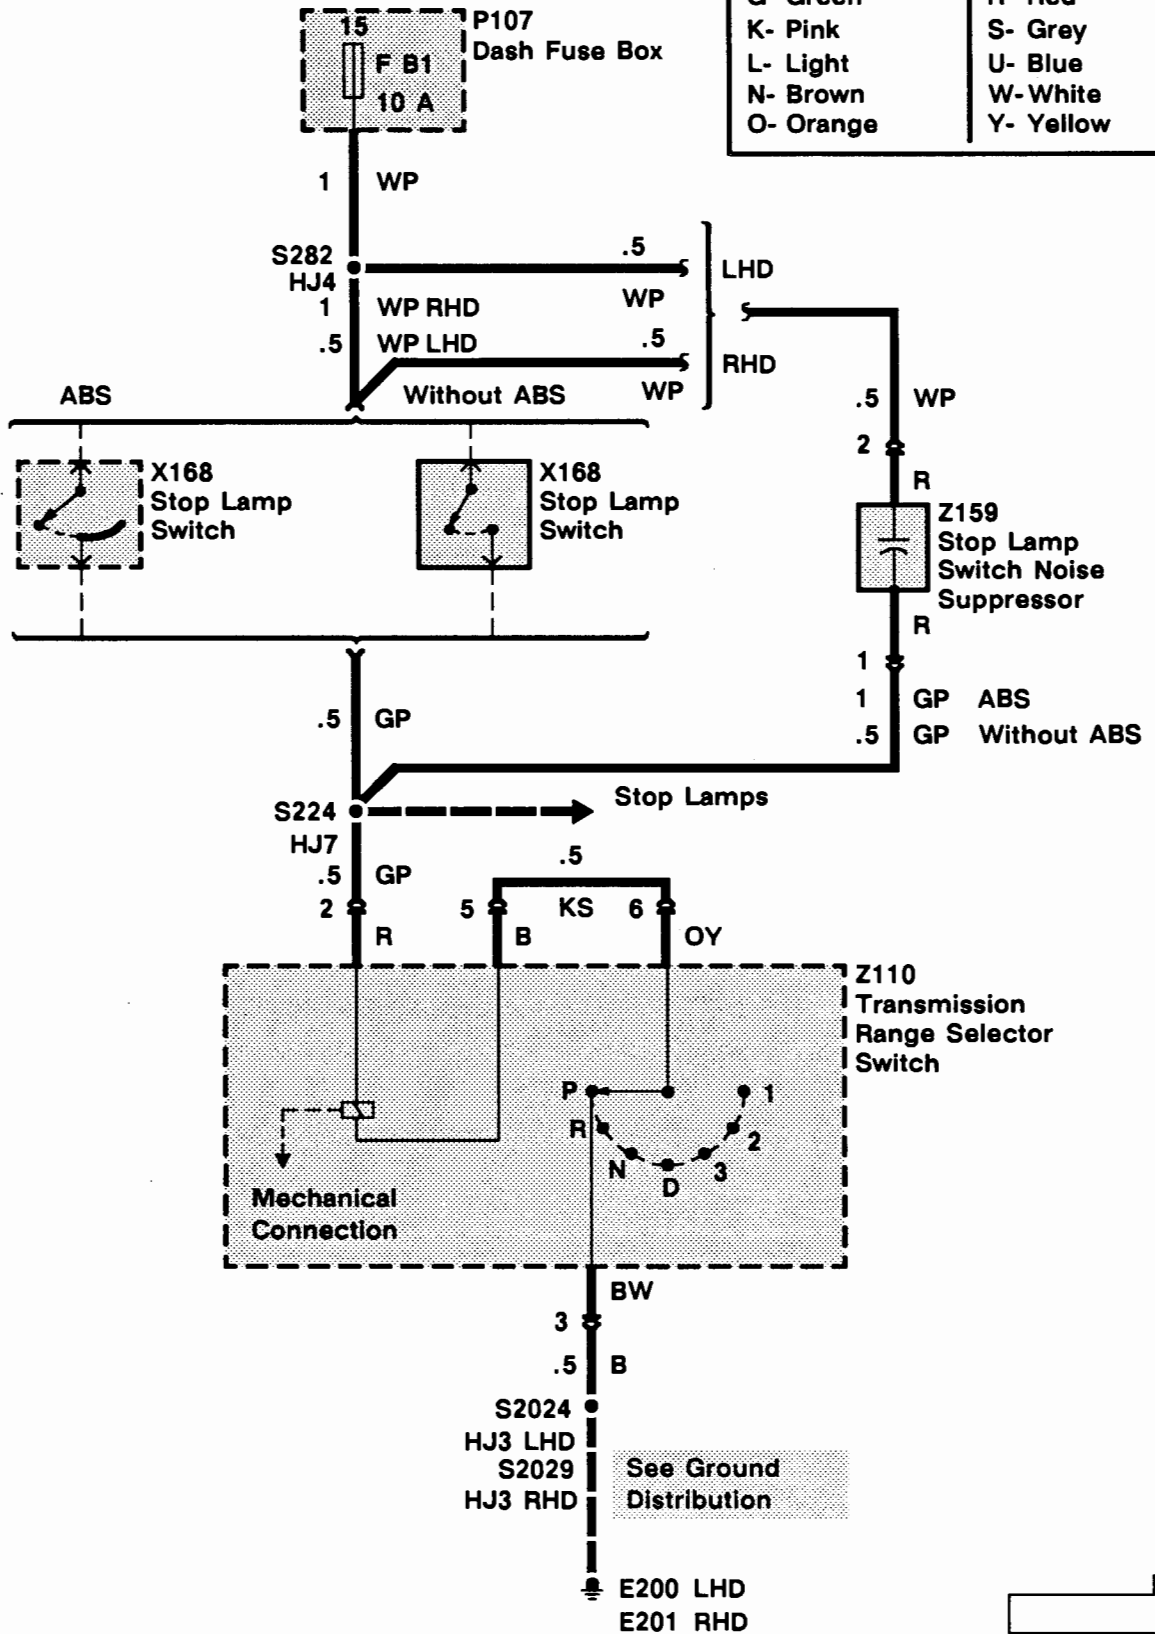 15
F B1
10 A
P107
Dash Fuse Box
K- Pink
L- Light
N- Brown
O- Orange
S- Grey
U- Blue
W- White
Y- Yellow
1 WP
S282
HJ4
.5
WP
LHD
1 WP RHD
.5 WP LHD
.5
WP
RHD
ABS
Without ABS
X168
Stop Lamp
Switch
X168
Stop Lamp
Switch
.5 WP
2
R
Z159
Stop Lamp
Switch Noise
Suppressor
R
1
1 GP ABS
.5 GP Without ABS
.5 GP
S224
HJ7
Stop Lamps
.5 GP
2
R
.5
5 KS 6
B
OY
Z110
Transmission
Range Selector
Switch
P
R
N
D
3
2
1
Mechanical
Connection
BW
3
.5 B
S2024
HJ3 LHD
S2029
HJ3 RHD
See Ground
Distribution
E200 LHD
E201 RHD